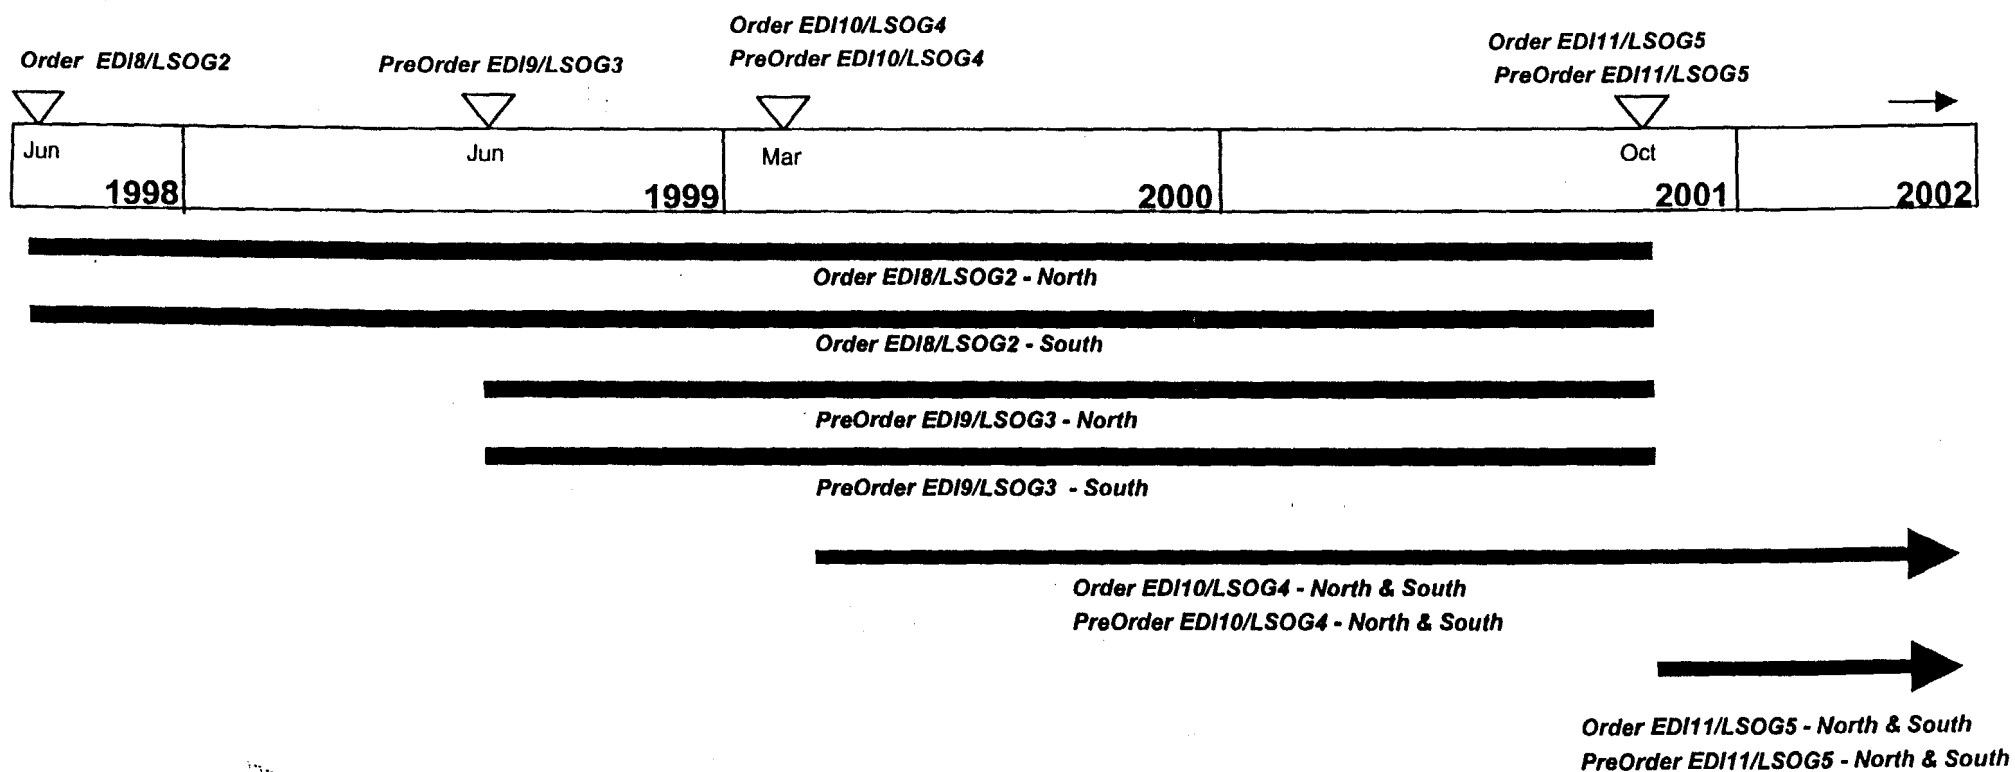 Order EDI10/LSOG4
PreOrder EDI10/LSOG4
Order EDI8/LSOG2
PreOrder EDI9/LSOG3
Order EDI11/LSOG5
PreOrder EDI11/LSOG5
Jun
Jun
Mar
Oct
1998
1999
2000
2001
2002
Order EDI8/LSOG2 - North
Order EDI8/LSOG2 - South
PreOrder EDI9/LSOG3 - North
PreOrder EDI9/LSOG3 - South
Order EDI10/LSOG4 - North & South
PreOrder EDI10/LSOG4 - North & South
Order EDI11/LSOG5 - North & South
PreOrder EDI11/LSOG5 - North & South